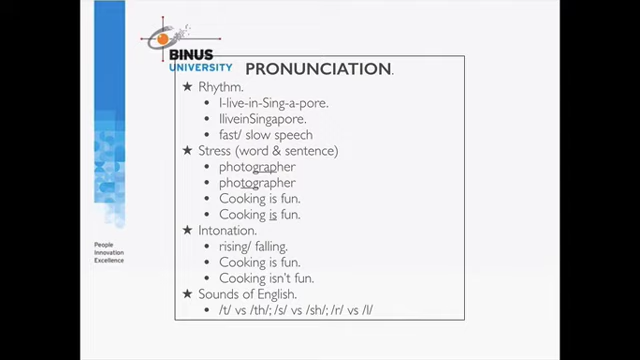 BINUS
UNIVERSITY
PRONUNCIATION.
★ Rhythm.
• I-live-in-Sing-a-pore.
• IliveinSingapore.
• fast/ slow speech
★ Stress (word & sentence)
• photographer
• photographer
• Cooking is fun.
• Cooking is fun.
★ Intonation.
• rising/ falling.
• Cooking is fun.
• Cooking isn't fun.
★ Sounds of English.
• /t/ vs /th/; /s/ vs /sh/; /r/ vs /l/
People
Innovation
Excellence